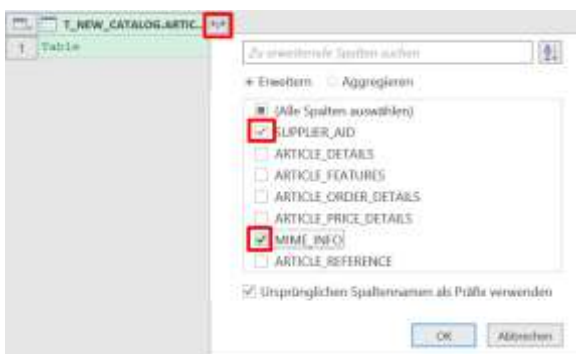 T_NEW_CATALOG.ARTIC...
1 Table
Zu erweiternde Spalten suchen
Erweitern Aggregieren
(Alle Spalten auswählen)
SUPPLIER_AID
ARTICLE_DETAILS
ARTICLE_FEATURES
ARTICLE_ORDER_DETAILS
ARTICLE_PRICE_DETAILS
MIME_INFO
ARTICLE_REFERENCE
Ursprünglichen Spaltennamen als Präfix verwenden
OK Abbrechen